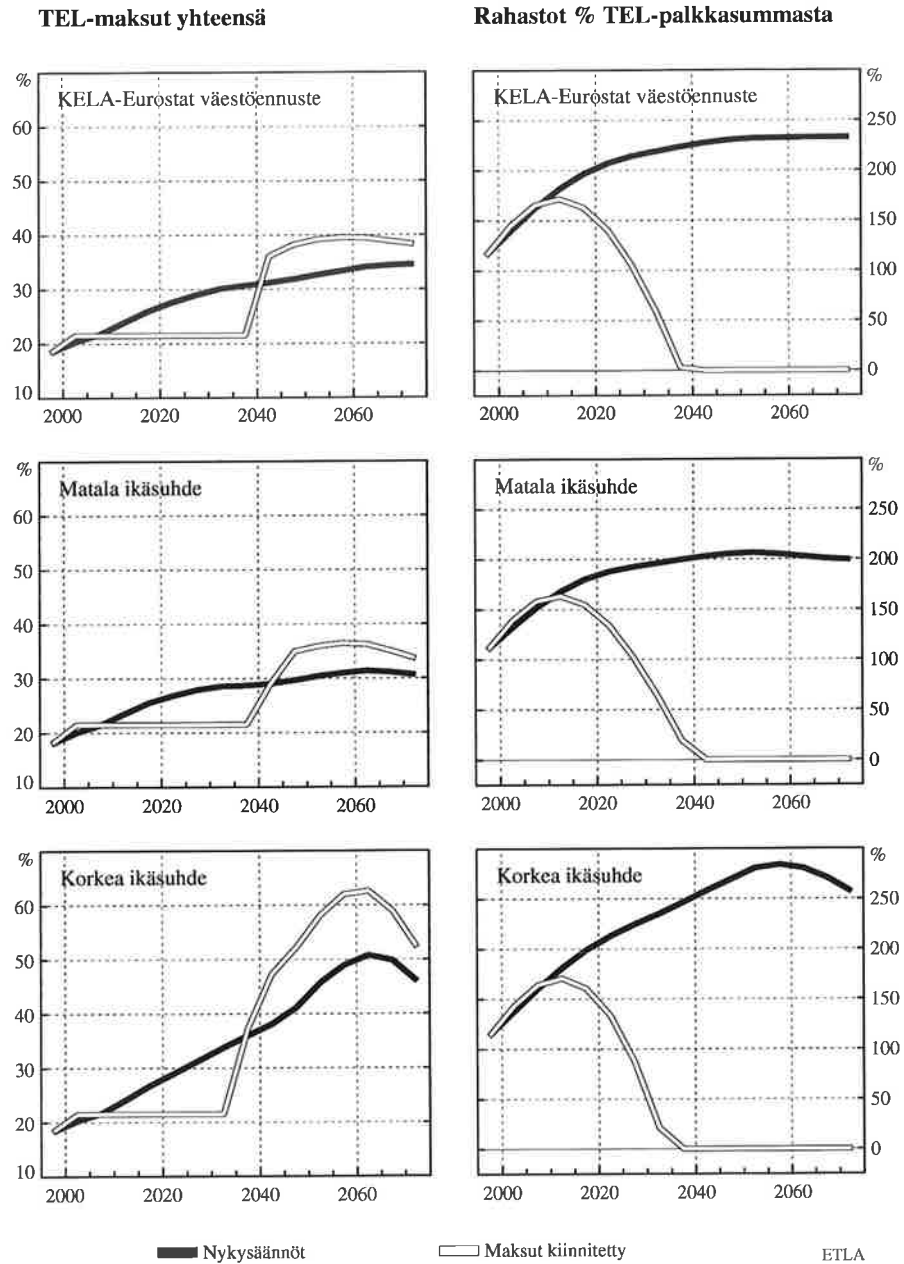 TEL-maksut yhteensä
Rahastot % TEL-palkkasummasta
%
KELA-Eurostat väestöennuste
60
50
40
30
20
10
2000 2020 2040 2060
%
KELA-Eurostat väestöennuste
250
200
150
100
50
0
2000 2020 2040 2060
%
Matala ikäsuhde
60
50
40
30
20
10
2000 2020 2040 2060
%
Matala ikäsuhde
250
200
150
100
50
0
2000 2020 2040 2060
%
Korkea ikäsuhde
60
50
40
30
20
10
2000 2020 2040 2060
%
Korkea ikäsuhde
250
200
150
100
50
0
2000 2020 2040 2060
Nykysäännöt
Maksut kiinnitetty
ETLA